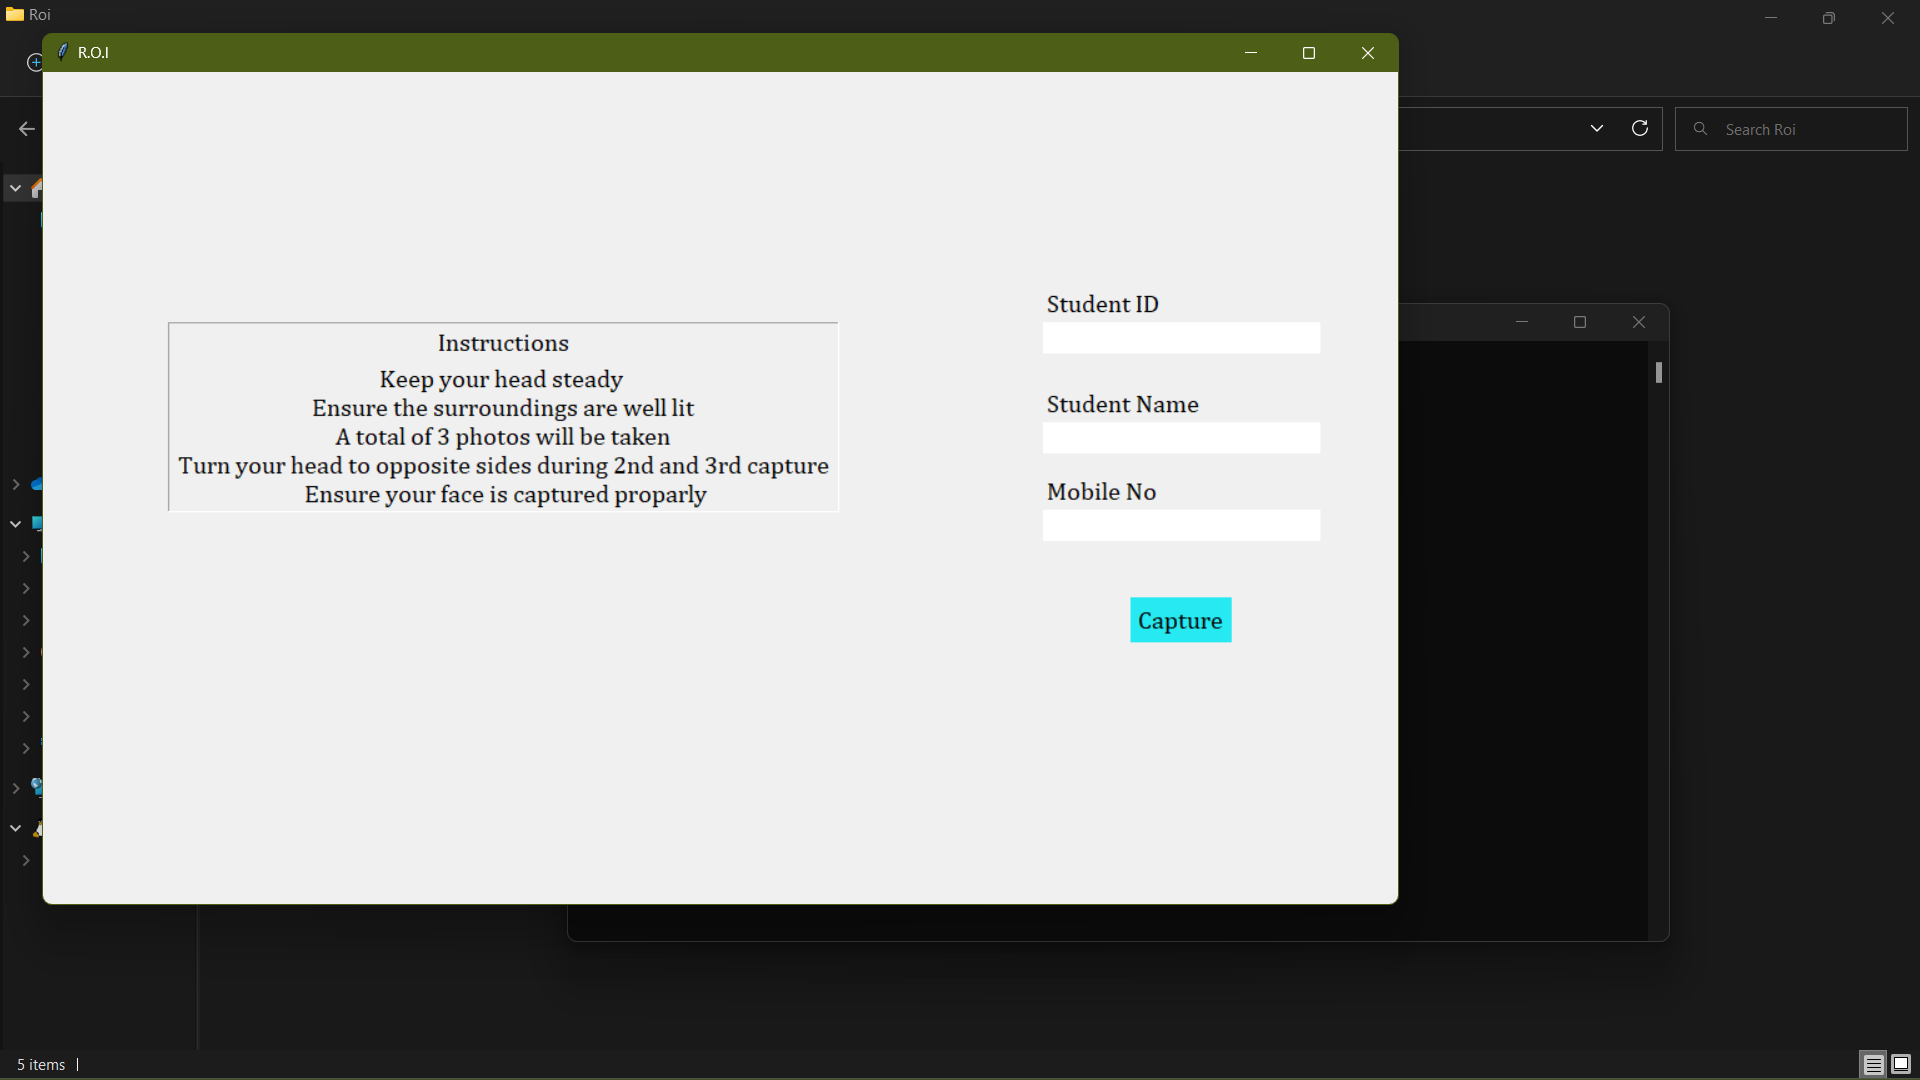 Roi
R.O.I
Search Roi
Instructions
Keep your head steady
Ensure the surroundings are well lit
A total of 3 photos will be taken
Turn your head to opposite sides during 2nd and 3rd capture
Ensure your face is captured proparly
Student ID
Student Name
Mobile No
Capture
5 items